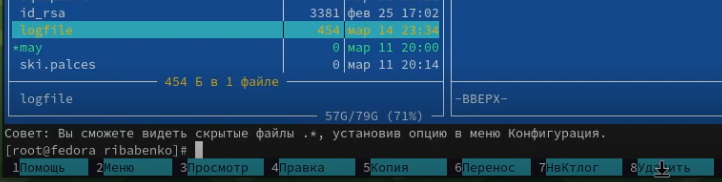 id_rsa 3381 фев 25 17:02
logfile 454 мар 14 23:34
*may 0 мар 11 20:00
ski.palces 0 мар 11 20:14
454 Б в 1 файле
logfile
-ВВЕРХ-
57G/79G (71%)
Совет: Вы сможете видеть скрытые файлы .*, установив опцию в меню Конфигурация.
[root@fedora ribabenko]#
1Помощь 2Меню 3Просмотр 4Правка 5Копия 6Перенос 7НвКтлог 8Удалить